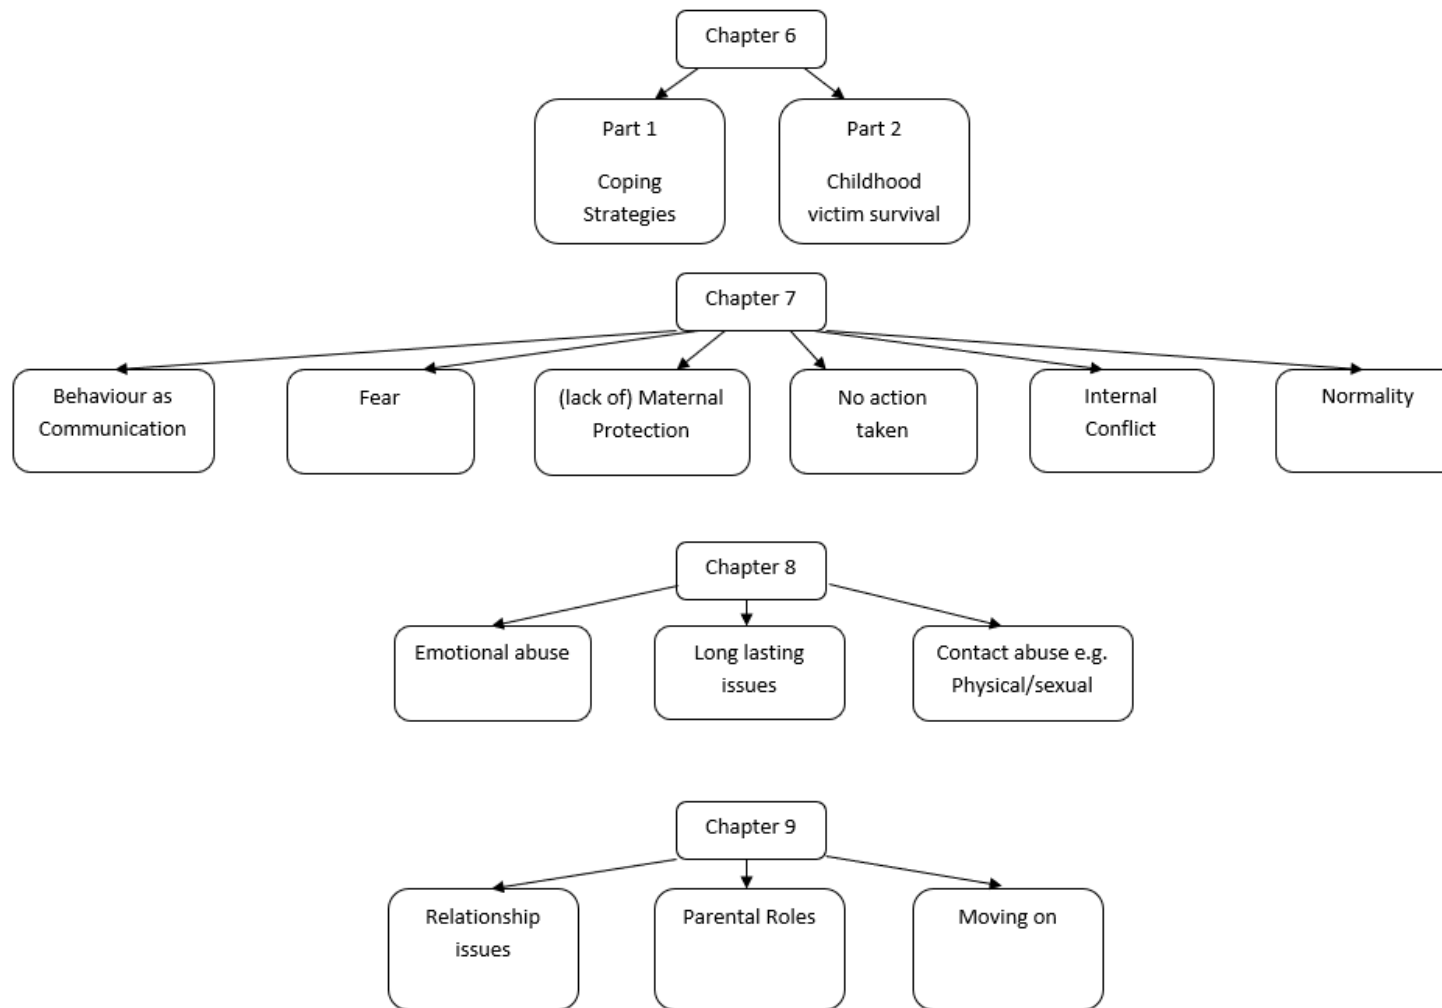 Chapter 6
Part 1
Coping
Strategies
Part 2
Childhood
victim survival
Chapter 7
Behaviour as
Communication
Fear
(lack of) Maternal
Protection
No action
taken
Internal
Conflict
Normality
Chapter 8
Emotional abuse
Long lasting
issues
Contact abuse e.g.
Physical/sexual
Chapter 9
Relationship
issues
Parental Roles
Moving on